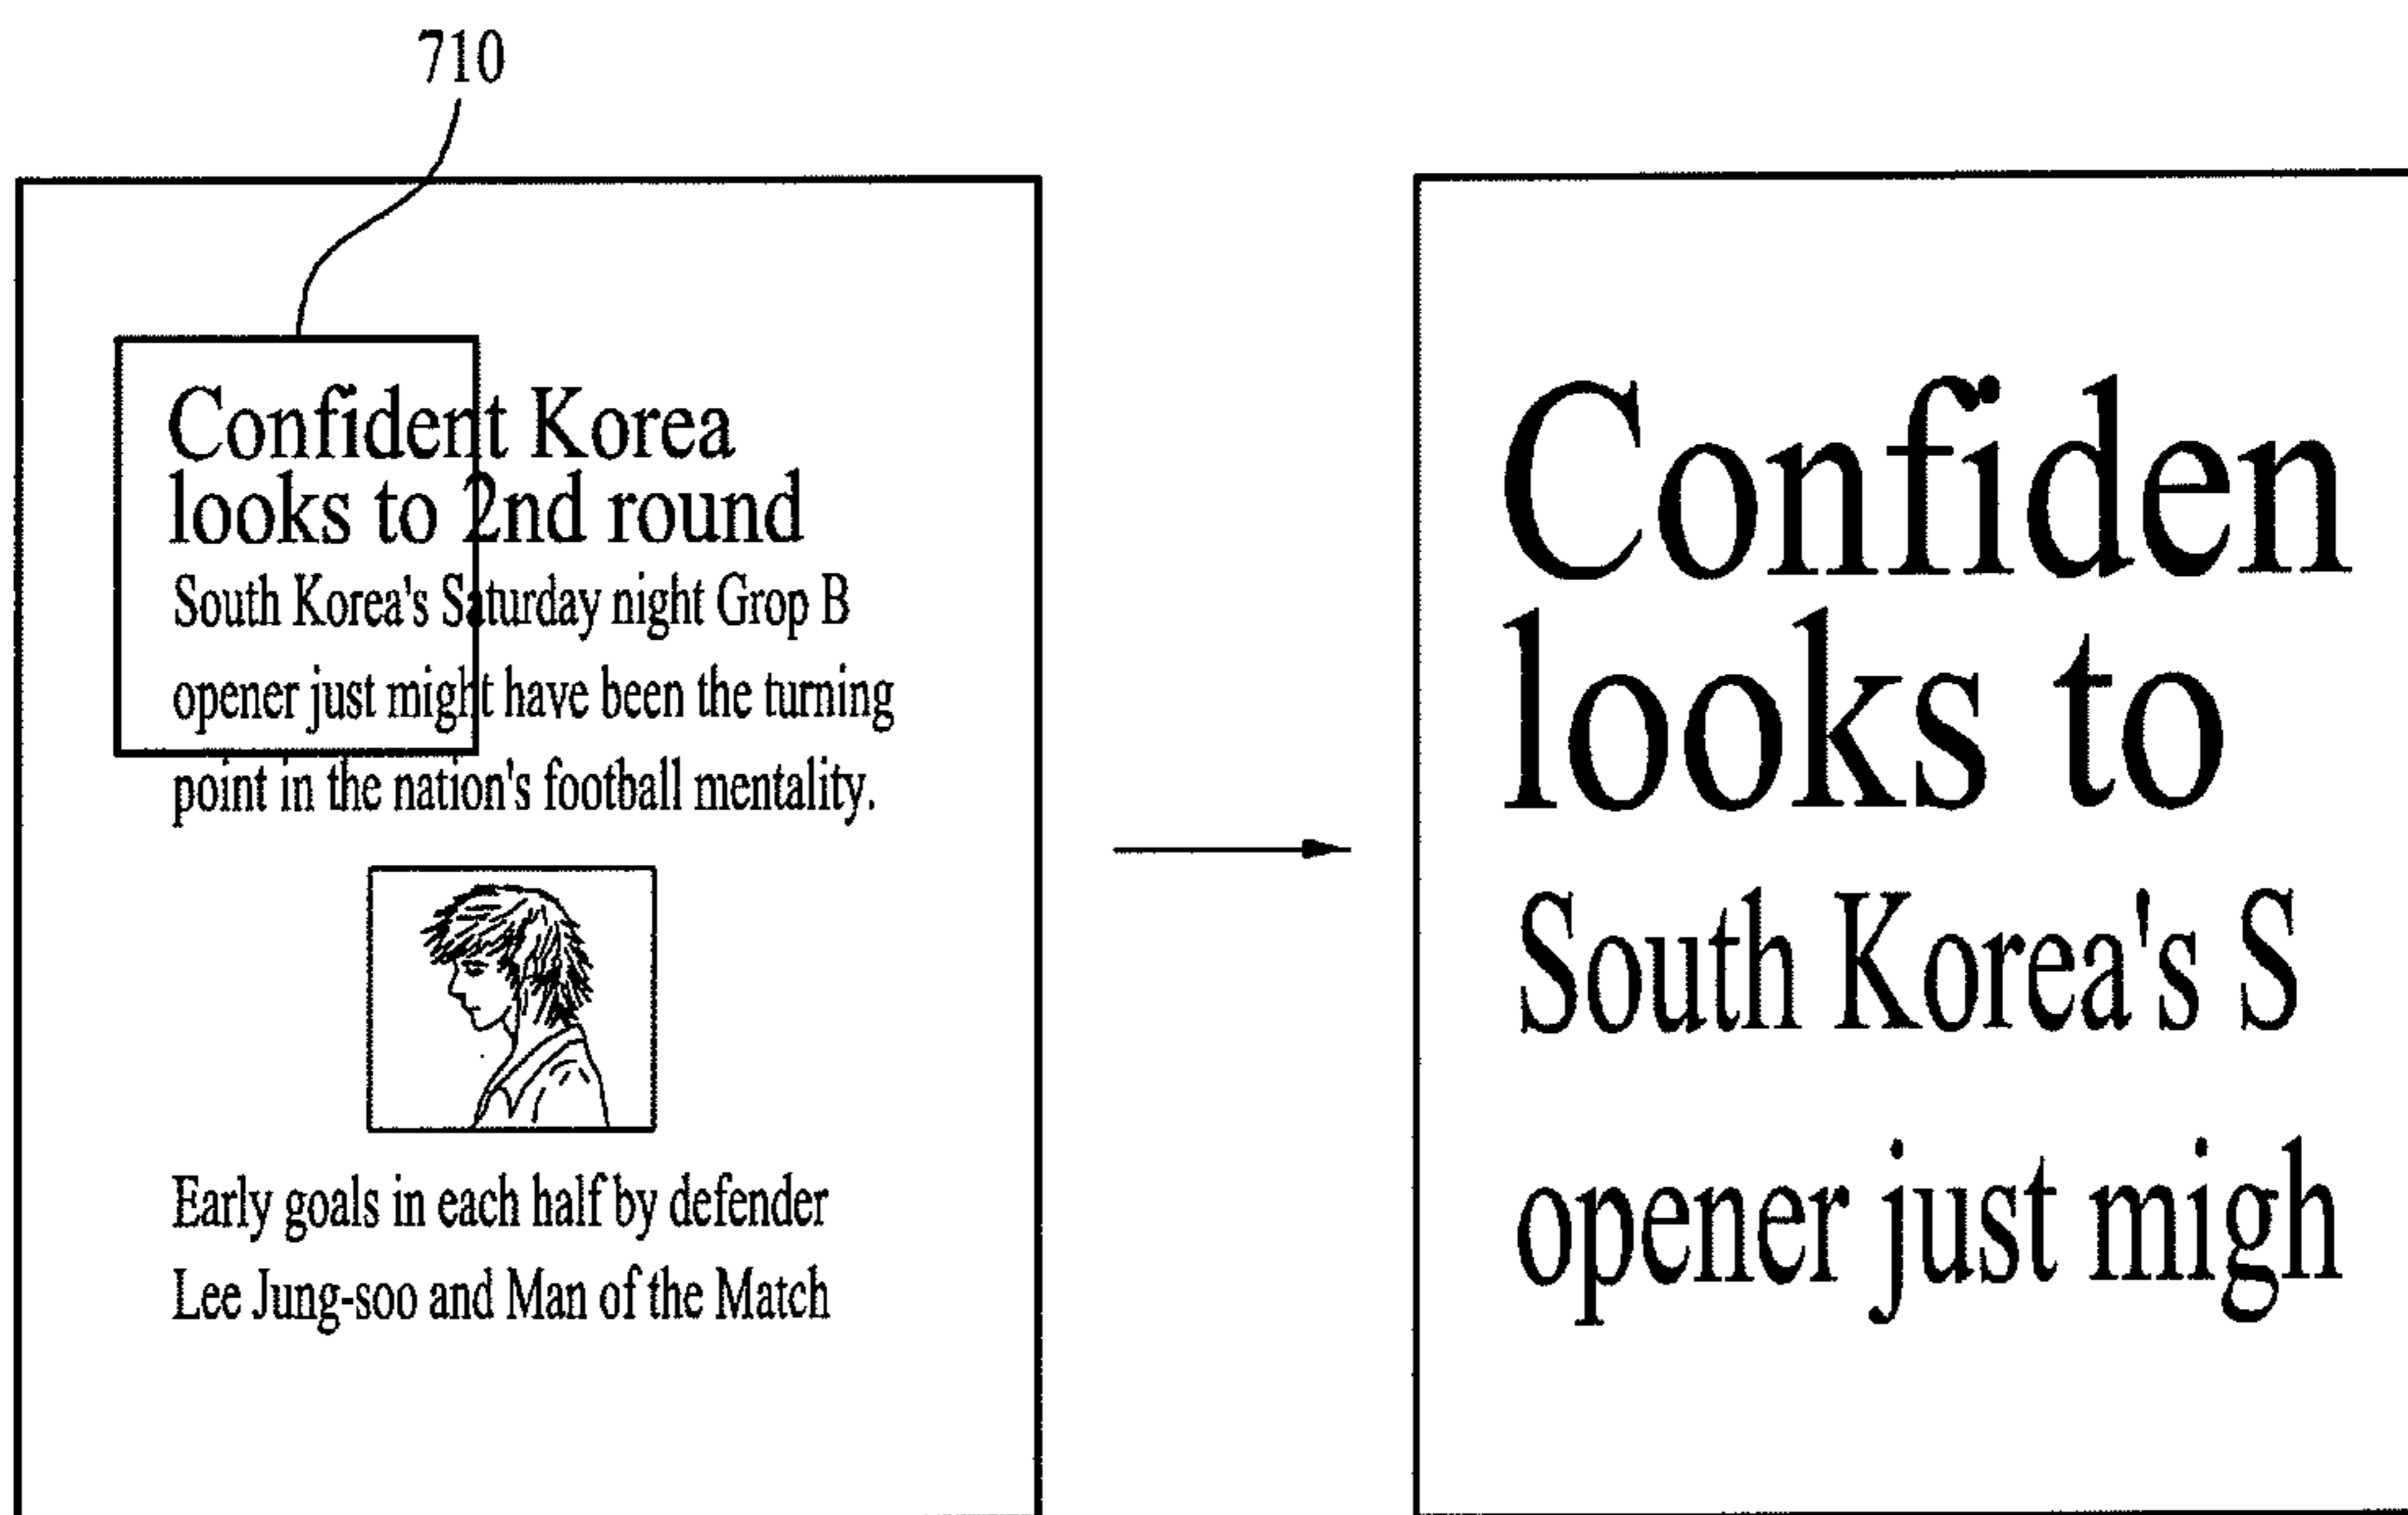 710
Confident Korea
looks to 2nd round
South Korea's Saturday night Grop B
opener just might have been the turning
point in the nation's football mentality.
Early goals in each half by defender
Lee Jung-soo and Man of the Match
Confiden
looks to
South Korea's S
opener just migh